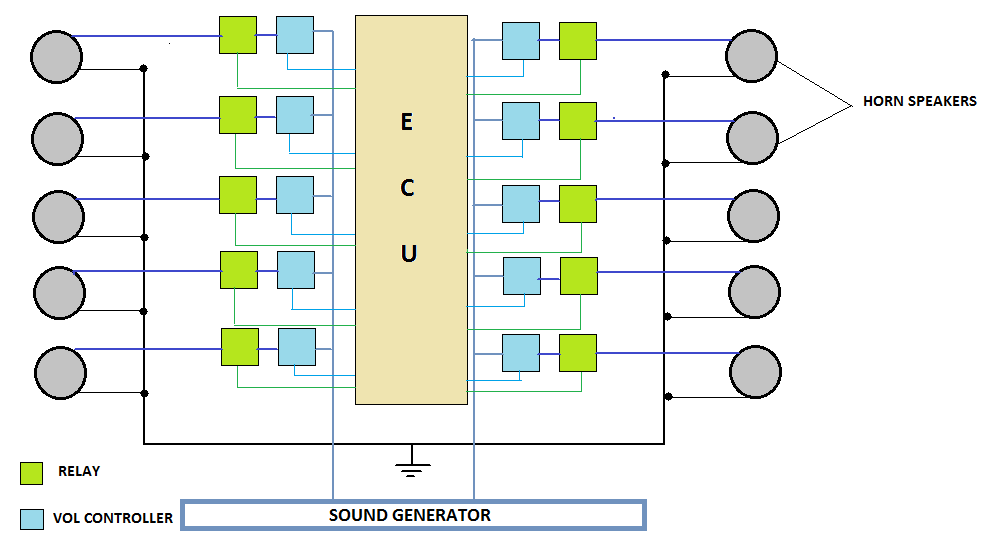 E
C
U
HORN SPEAKERS
RELAY
VOL CONTROLLER
SOUND GENERATOR